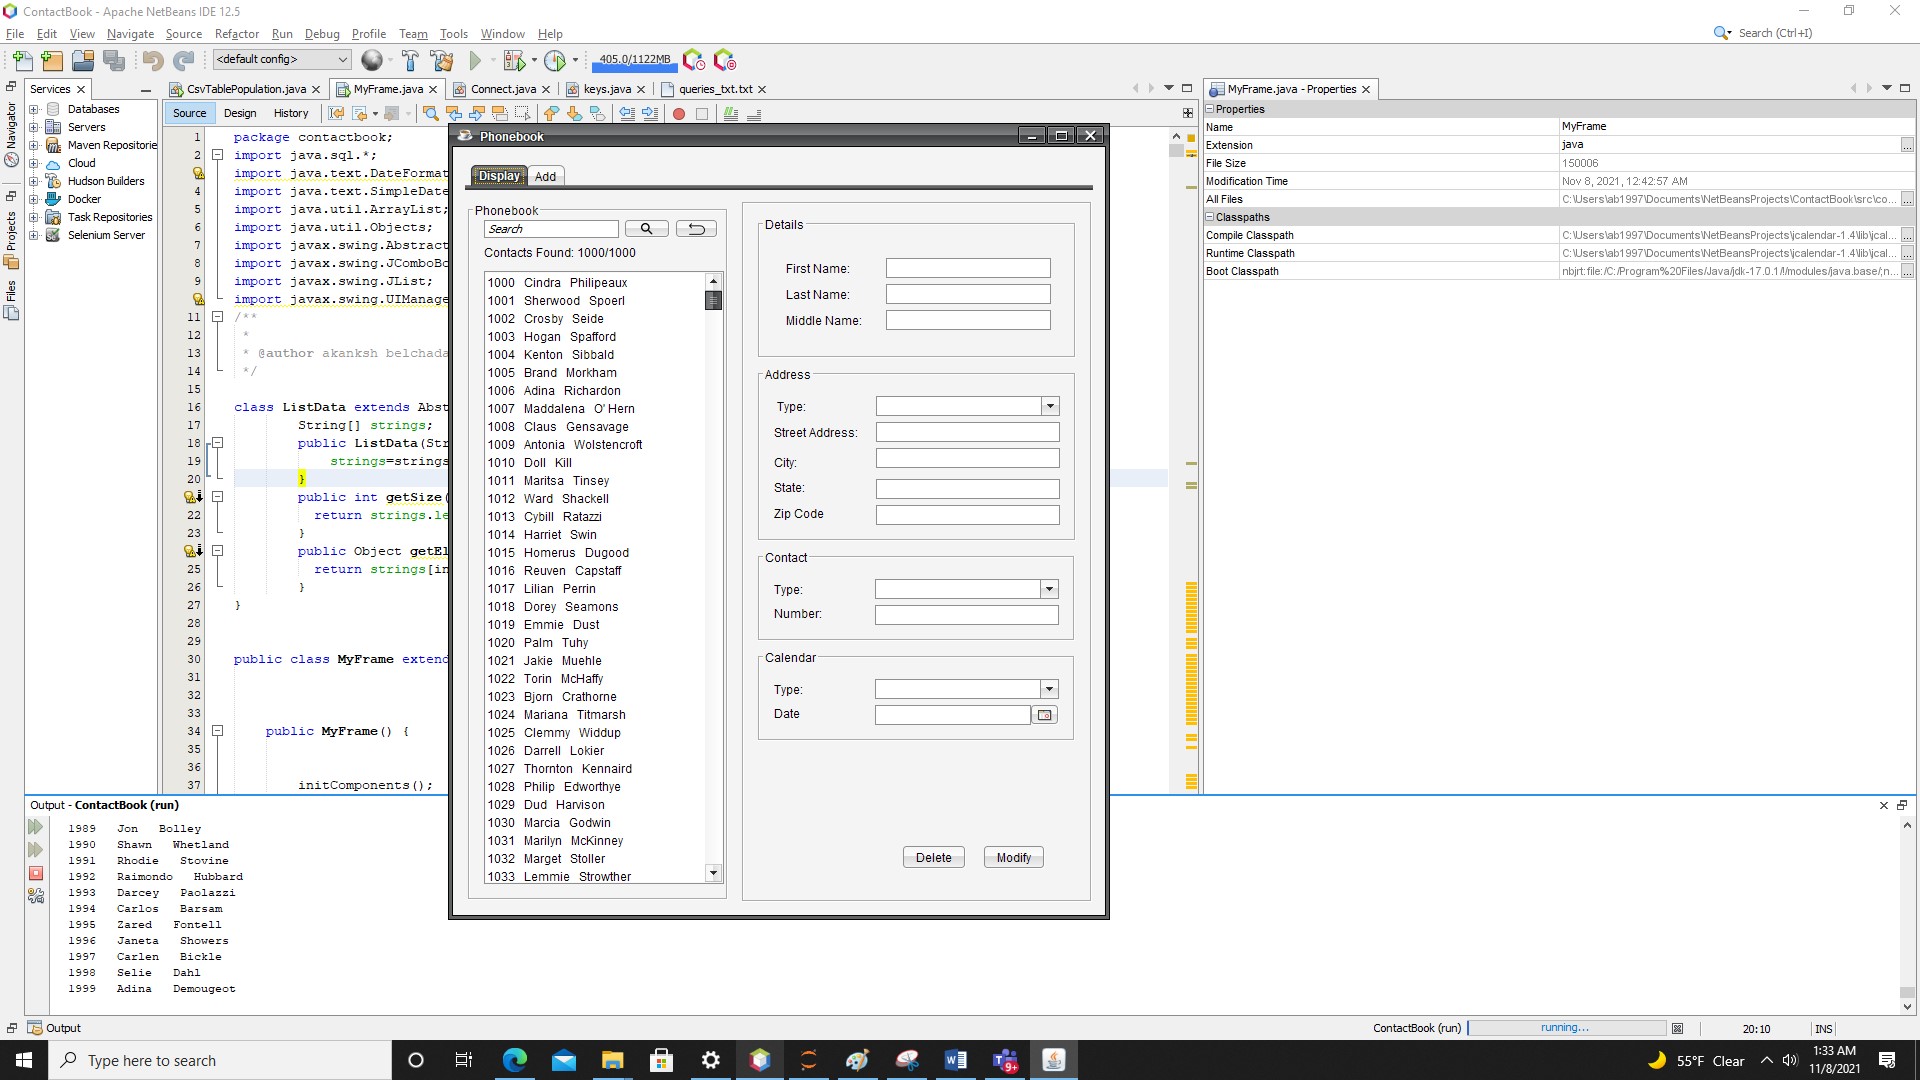 ContactBook - Apache NetBeans IDE 12.5
File Edit View Navigate Source Refactor Run Debug Profile Team Tools Window Help
Search (Ctrl+I)
<default config>
405.0/1122MB
Services
CsvTablePopulation.java
MyFrame.java
Connect.java
keys.java
queries_txt.txt
MyFrame.java - Properties
Navigator
Projects
Files
Databases
Servers
Maven Repositorie
Cloud
Hudson Builders
Docker
Task Repositories
Selenium Server
Source Design History
1 package contactbook;
2 import java.sql.*;
import java.text.DateFormat
4 import java.text.SimpleDate
5 import java.util.ArrayList;
6 import java.util.Objects;
7 import javax.swing.Abstract
8 import javax.swing.JComboBo
9 import javax.swing.JList;
import javax.swing.UIManage
11 /**
12 *
13 * @author akanksh belchada
14 */
15
16 class ListData extends Abst
17 String[] strings;
18 public ListData(Str
19 strings=strings
20 }
public int getSize(
22 return strings.le
23 }
public Object getEl
25 return strings[in
26 }
27 }
28
29
30 public class MyFrame extend
31
32
33
34 public MyFrame() {
35
36
37 initComponents();
Phonebook
Display Add
Phonebook
Search
Contacts Found: 1000/1000
1000 Cindra Philipeaux
1001 Sherwood Spoerl
1002 Crosby Seide
1003 Hogan Spafford
1004 Kenton Sibbald
1005 Brand Morkham
1006 Adina Richardon
1007 Maddalena O' Hern
1008 Claus Gensavage
1009 Antonia Wolstencroft
1010 Doll Kill
1011 Maritsa Tinsey
1012 Ward Shackell
1013 Cybill Ratazzi
1014 Harriet Swin
1015 Homerus Dugood
1016 Reuven Capstaff
1017 Lilian Perrin
1018 Dorey Seamons
1019 Emmie Dust
1020 Palm Tuhy
1021 Jakie Muehle
1022 Torin McHaffy
1023 Bjorn Crathorne
1024 Mariana Titmarsh
1025 Clemmy Widdup
1026 Darrell Lokier
1027 Thornton Kennaird
1028 Philip Edworthye
1029 Dud Harvison
1030 Marcia Godwin
1031 Marilyn McKinney
1032 Marget Stoller
1033 Lemmie Strowther
Details
First Name:
Last Name:
Middle Name:
Address
Type:
Street Address:
City:
State:
Zip Code
Contact
Type:
Number:
Calendar
Type:
Date
Delete Modify
Properties
Name MyFrame
Extension java
File Size 150006
Modification Time Nov 8, 2021, 12:42:57 AM
All Files C:\Users\ab1997\Documents\NetBeansProjects\ContactBook\src\co...
Classpaths
Compile Classpath C:\Users\ab1997\Documents\NetBeansProjects\jcalendar-1.4\lib\jcal...
Runtime Classpath C:\Users\ab1997\Documents\NetBeansProjects\jcalendar-1.4\lib\jcal...
Boot Classpath nbjrt:file:/C:/Program%20Files/Java/jdk-17.0.1/!/modules/java.base/;n...
Output - ContactBook (run)
1989 Jon Bolley
1990 Shawn Whetland
1991 Rhodie Stovine
1992 Raimondo Hubbard
1993 Darcey Paolazzi
1994 Carlos Barsam
1995 Zared Fontell
1996 Janeta Showers
1997 Carlen Bickle
1998 Selie Dahl
1999 Adina Demougeot
Output
ContactBook (run) running... 20:10 INS
Type here to search
9+
55°F Clear
1:33 AM
11/8/2021